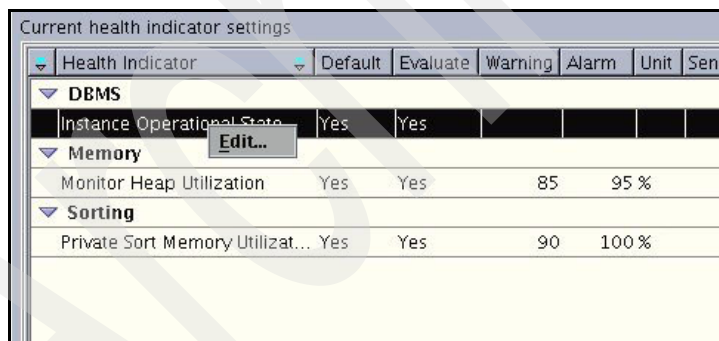 Current health indicator settings
Health Indicator Default Evaluate Warning Alarm Unit Sen
DBMS
Instance Operational State Yes Yes
Edit...
Memory
Monitor Heap Utilization Yes Yes 85 95 %
Sorting
Private Sort Memory Utilizat... Yes Yes 90 100 %